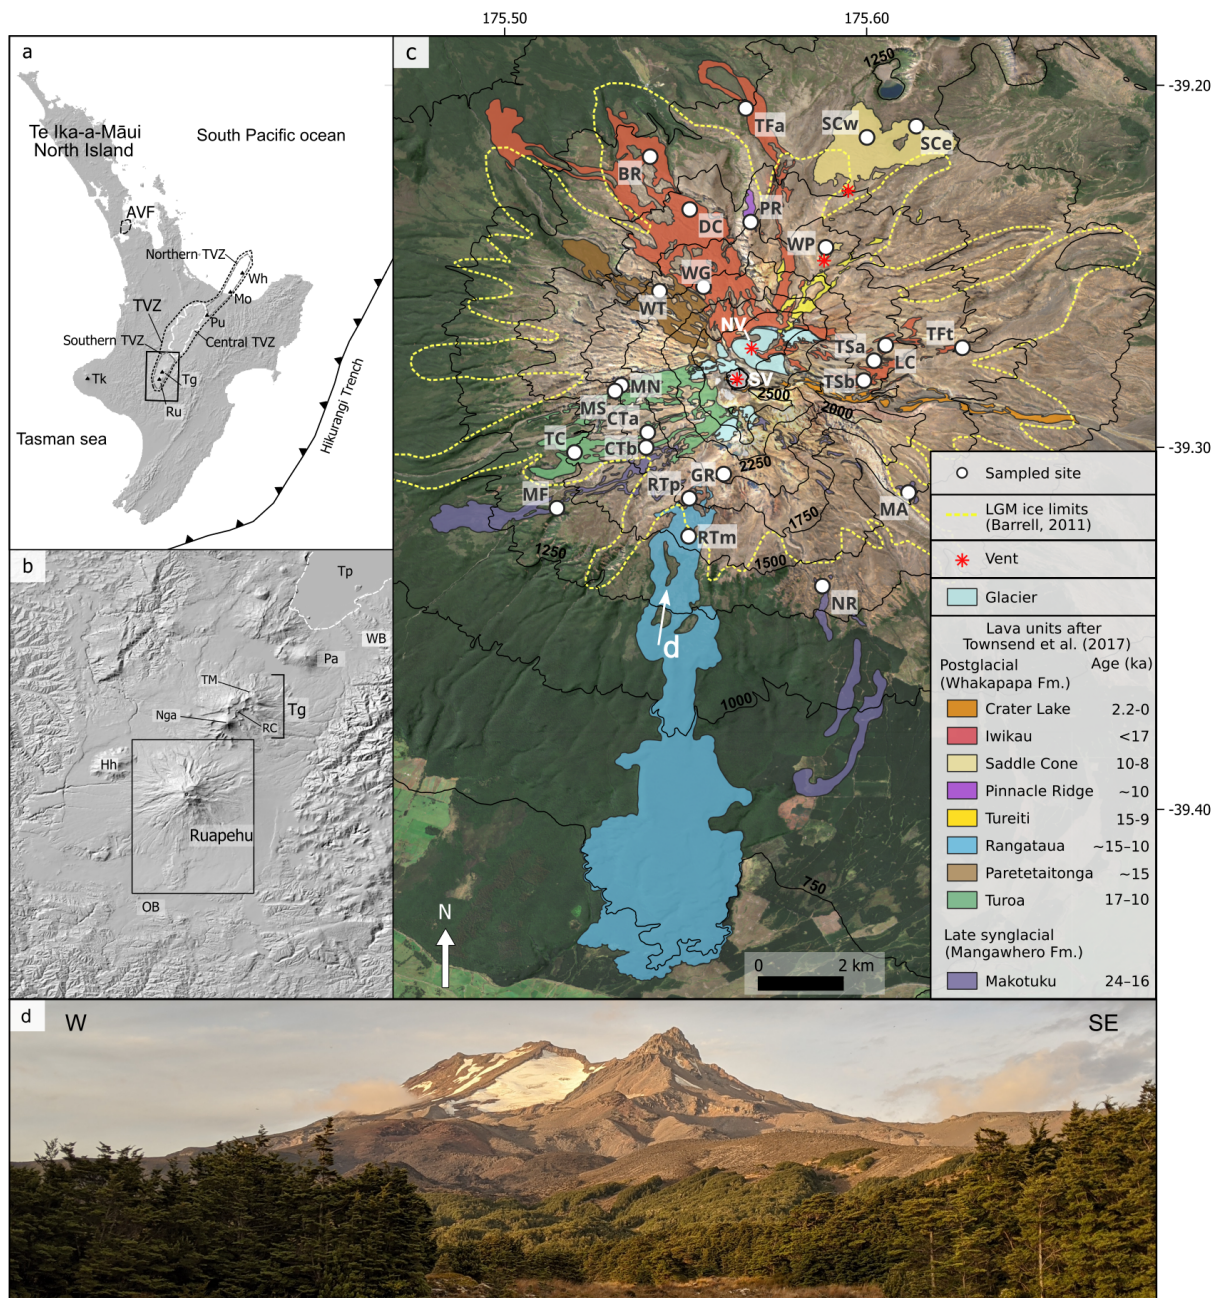 175.50
175.60
a
Te Ika-a-Māui
North Island
South Pacific ocean
AVF
Northern TVZ
Wh
Mo
TVZ
Pu
Southern TVZ
Central TVZ
Tk
Tg
Ru
Tasman sea
Hikurangi Trench
b
Tp
WB
Pa
TM
Tg
Nga
RC
Hh
Ruapehu
OB
c
1250
-39.20
TFa
SCw
SCe
BR
PR
DC
WP
WG
WT
NV
TFt
TSa
LC
SV
TSb
MN
2500
MS
2000
CTa
TC
CTb
-39.30
GR
2250
RTp
MF
MA
1750
RTm
1250
1500
NR
d
1000
-39.40
750
N
0 2 km
Sampled site
LGM ice limits
(Barrell, 2011)
Vent
Glacier
Lava units after
Townsend et al. (2017)
Postglacial Age (ka)
(Whakapapa Fm.)
Crater Lake 2.2-0
Iwikau <17
Saddle Cone 10-8
Pinnacle Ridge ~10
Tureiti 15-9
Rangataua ~15–10
Paretetaitonga ~15
Turoa 17–10
Late synglacial
(Mangawhero Fm.)
Makotuku 24–16
d
W
SE